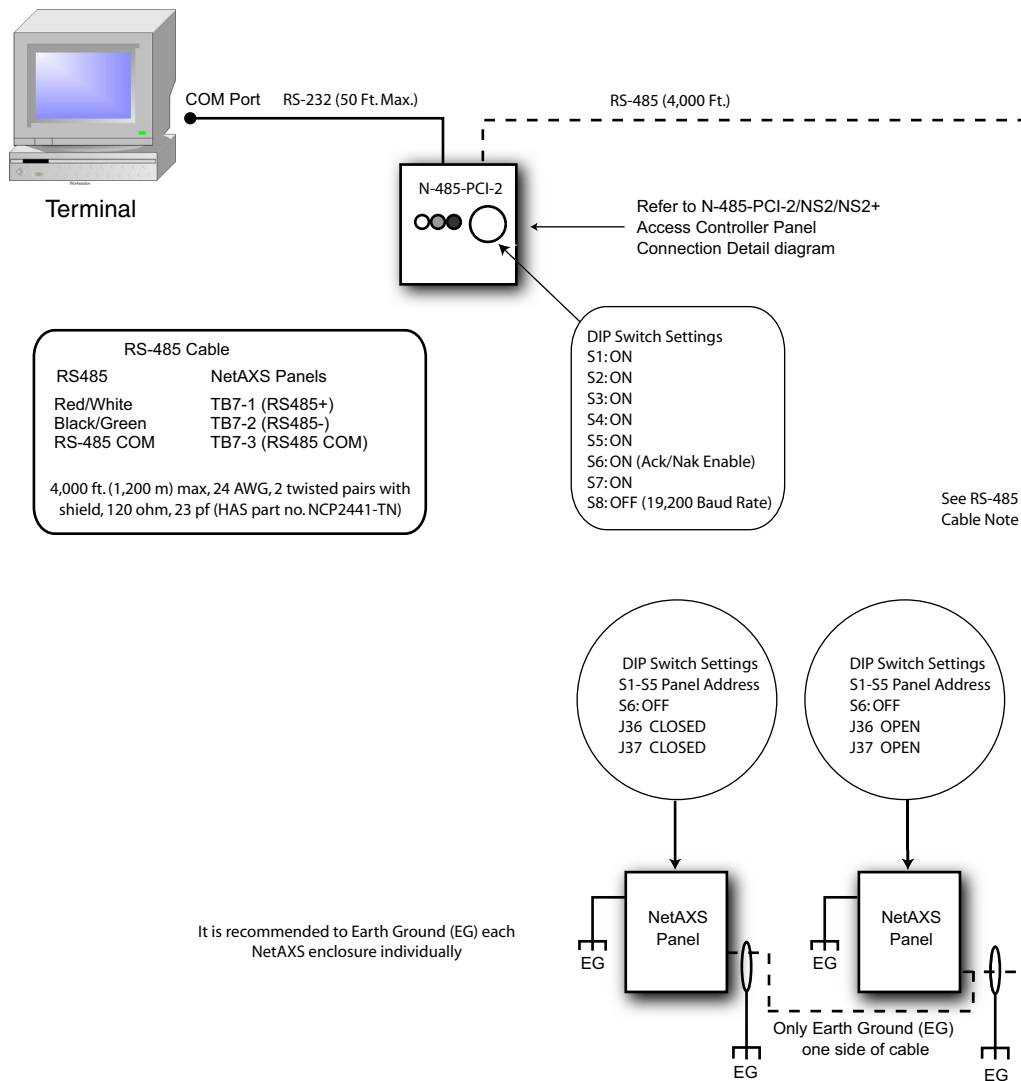 COM Port
RS-232 (50 Ft. Max.)
RS-485 (4,000 Ft.)
Workstation
Terminal
N-485-PCI-2
Refer to N-485-PCI-2/NS2/NS2+
Access Controller Panel
Connection Detail diagram
RS-485 Cable
RS485 NetAXS Panels
Red/White TB7-1 (RS485+)
Black/Green TB7-2 (RS485-)
RS-485 COM TB7-3 (RS485 COM)
4,000 ft. (1,200 m) max, 24 AWG, 2 twisted pairs with
shield, 120 ohm, 23 pf (HAS part no. NCP2441-TN)
DIP Switch Settings
S1: ON
S2: ON
S3: ON
S4: ON
S5: ON
S6: ON (Ack/Nak Enable)
S7: ON
S8: OFF (19,200 Baud Rate)
See RS-485
Cable Note
DIP Switch Settings
S1-S5 Panel Address
S6: OFF
J36 CLOSED
J37 CLOSED
DIP Switch Settings
S1-S5 Panel Address
S6: OFF
J36 OPEN
J37 OPEN
It is recommended to Earth Ground (EG) each
NetAXS enclosure individually
EG
NetAXS
Panel
EG
NetAXS
Panel
Only Earth Ground (EG)
one side of cable
EG
EG